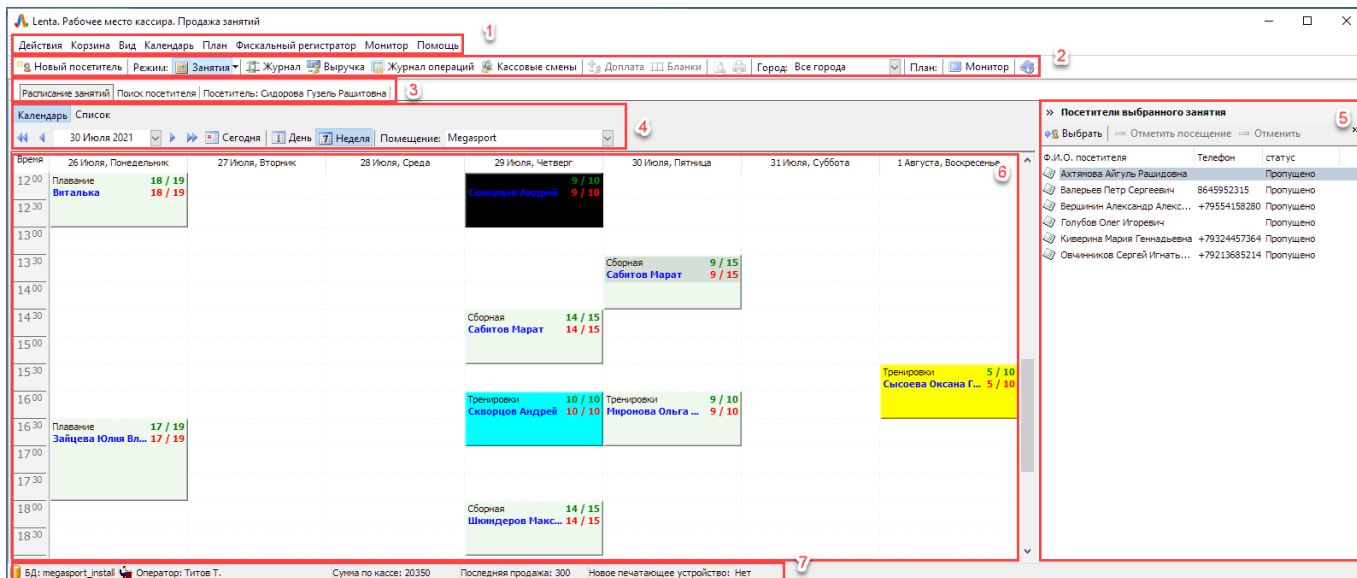 Lenta. Рабочее место кассира. Продажа занятий
Действия Корзина Вид Календарь План Фискальный регистратор Монитор Помощь
1
Новый посетитель Режим: Занятия Журнал Выручка Журнал операций Кассовые смены Доплата Бланки Город: Все города План: Монитор
2
Расписание занятий Поиск посетителя Посетитель: Сидорова Гузель Рашитовна
3
Календарь Список
4
30 Июля 2021 Сегодня 1 День 7 Неделя Помещение: Megasport
» Посетители выбранного занятия
5
Выбрать Отметить посещение Отменить »
Ф.И.О. посетителя Телефон статус
Ахтянова Айгуль Рашидовна Пропущено
Валерьев Петр Сергеевич 8645952315 Пропущено
Вершинин Александр Алекс... +79554158280 Пропущено
Голубов Олег Игоревич Пропущено
Киверина Мария Геннадьевна +79324457364 Пропущено
Овчинников Сергей Игнать... +79213685214 Пропущено
Время 26 Июля, Понедельник 27 Июля, Вторник 28 Июля, Среда 29 Июля, Четверг 30 Июля, Пятница 31 Июля, Суббота 1 Августа, Воскресенье
6
12 00 Плавание 18 / 19 9 / 10
Виталька 18 / 19 Скворцов Андрей 9 / 10
12 30
13 00
13 30 Сборная 9 / 15
Сабитов Марат 9 / 15
14 00
14 30 Сборная 14 / 15
Сабитов Марат 14 / 15
15 00
15 30 Тренировки 5 / 10
Сысоева Оксана Г... 5 / 10
16 00 Тренировки 10 / 10 Тренировки 9 / 10
Скворцов Андрей 10 / 10 Миронова Ольга ... 9 / 10
16 30 Плавание 17 / 19
Зайцева Юлия Вл... 17 / 19
17 00
17 30
18 00 Сборная 14 / 15
Шкиндеров Макс... 14 / 15
18 30
7
БД: megasport_install Оператор: Титов Т. Сумма по кассе: 20350 Последняя продажа: 300 Новое печатающее устройство: Нет